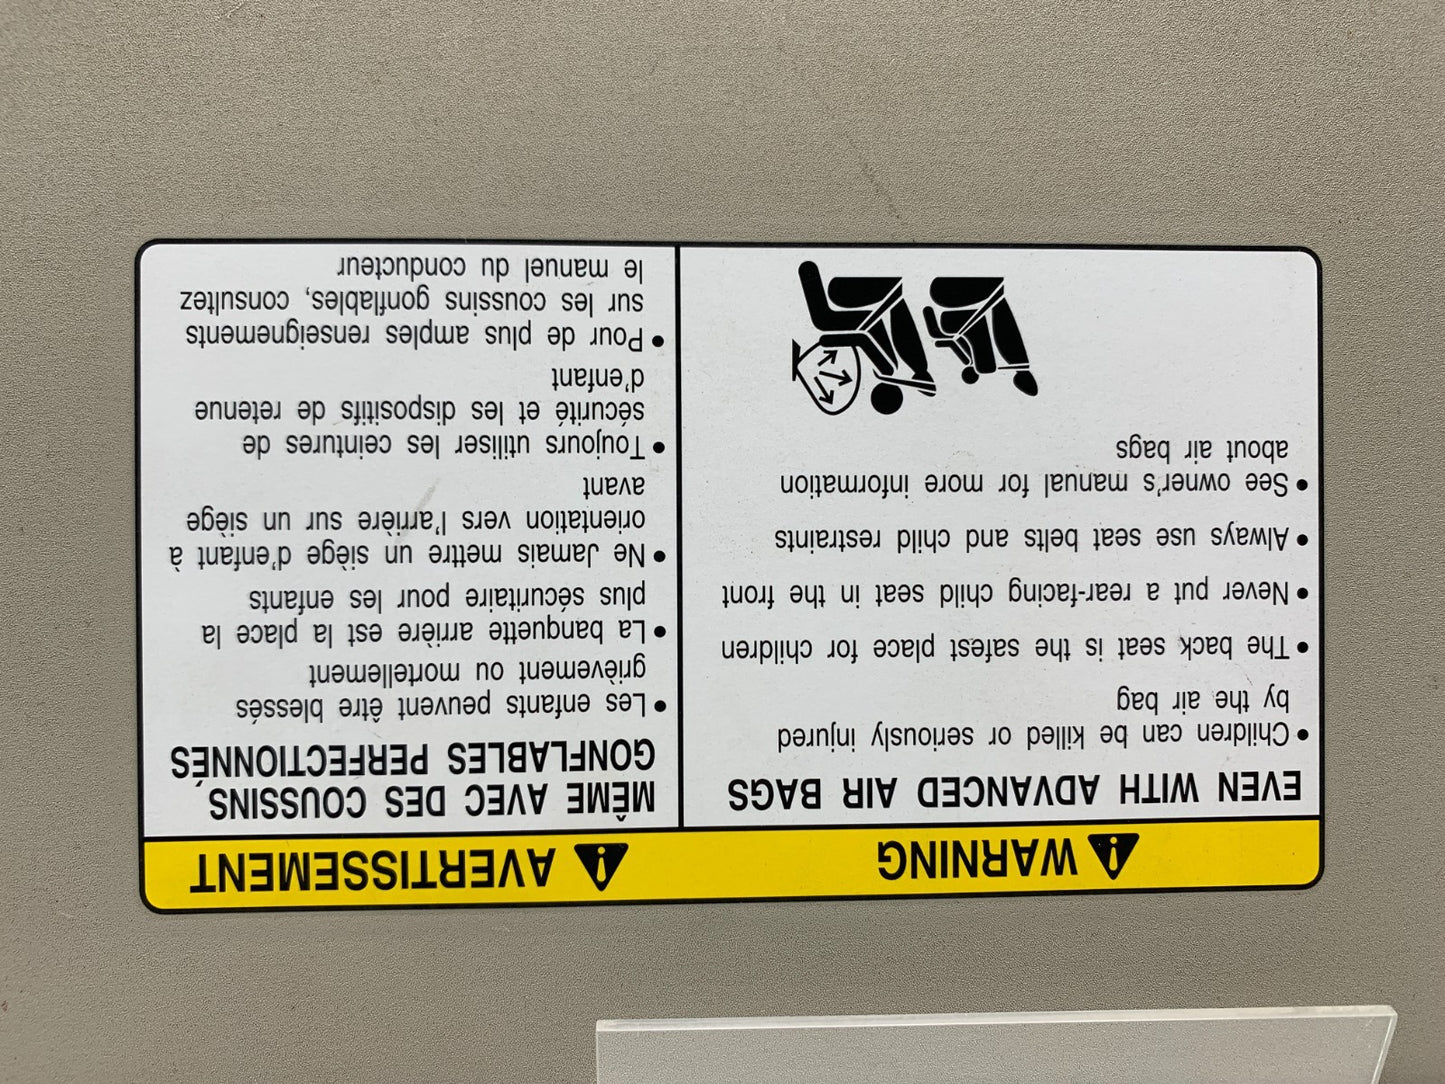 WARNING
EVEN WITH ADVANCED AIR BAGS
• Children can be killed or seriously injured
by the air bag
• The back seat is the safest place for children
• Never put a rear-facing child seat in the front
• Always use seat belts and child restraints
• See owner's manual for more information
about air bags
AVERTISSEMENT
MÊME AVEC DES COUSSINS
GONFLABLES PERFECTIONNÉS
• Les enfants peuvent être blessés
grièvement ou mortellement
• La banquette arrière est la place la
plus sécuritaire pour les enfants
• Ne Jamais mettre un siège d'enfant à
orientation vers l'arrière sur un siège
avant
• Toujours utiliser les ceintures de
sécurité et les dispositifs de retenue
d'enfant
• Pour de plus amples renseignements
sur les coussins gonflables, consultez
le manuel du conducteur